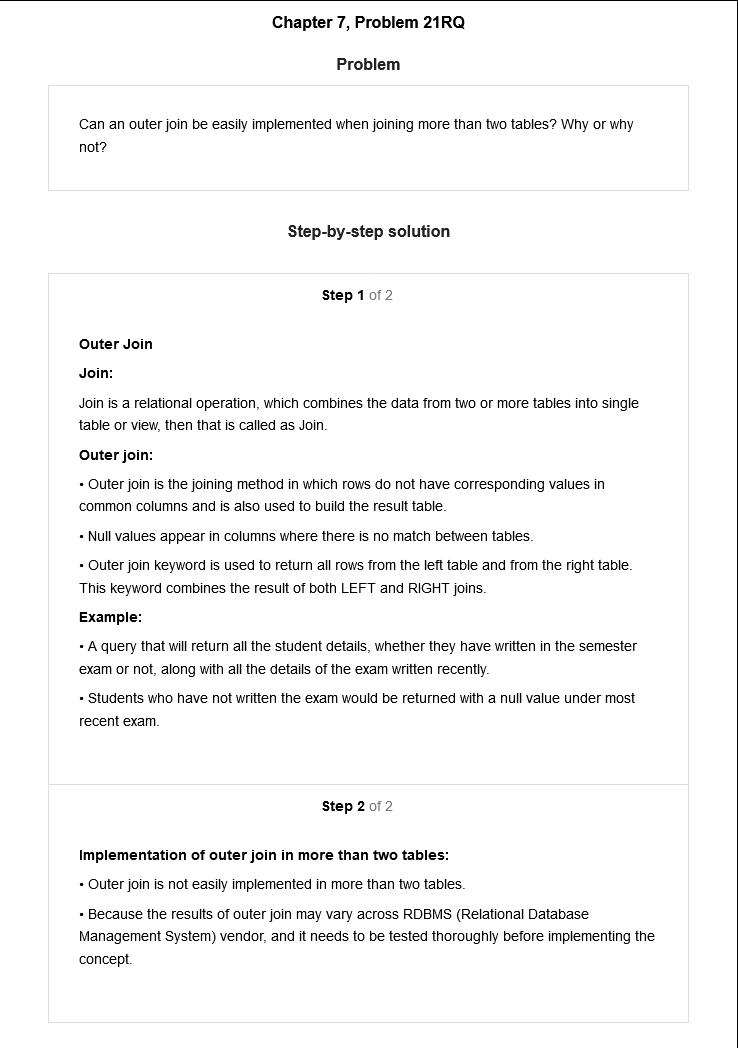 Chapter 7, Problem 21RQ
Problem
Can an outer join be easily implemented when joining more than two tables? Why or why
not?
Step-by-step solution
Step 1 of 2
Outer Join
Join:
Join is a relational operation, which combines the data from two or more tables into single
table or view, then that is called as Join.
Outer join:
• Outer join is the joining method in which rows do not have corresponding values in
common columns and is also used to build the result table.
• Null values appear in columns where there is no match between tables.
• Outer join keyword is used to return all rows from the left table and from the right table.
This keyword combines the result of both LEFT and RIGHT joins.
Example:
• A query that will return all the student details, whether they have written in the semester
exam or not, along with all the details of the exam written recently.
• Students who have not written the exam would be returned with a null value under most
recent exam.
Step 2 of 2
Implementation of outer join in more than two tables:
• Outer join is not easily implemented in more than two tables.
• Because the results of outer join may vary across RDBMS (Relational Database
Management System) vendor, and it needs to be tested thoroughly before implementing the
concept.